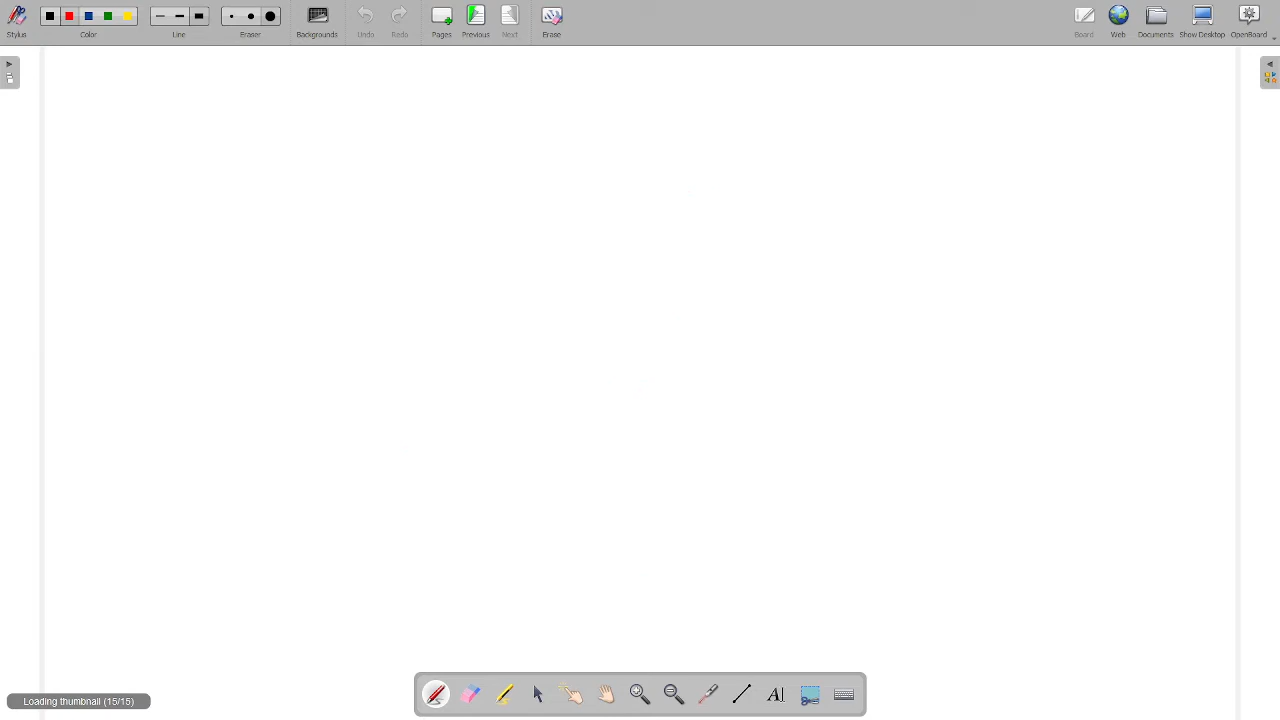 Stylus Color Line Eraser Backgrounds Undo Redo Pages Previous Next Erase Board Web Documents Show Desktop OpenBoard
A
Loading thumbnail (15/15)